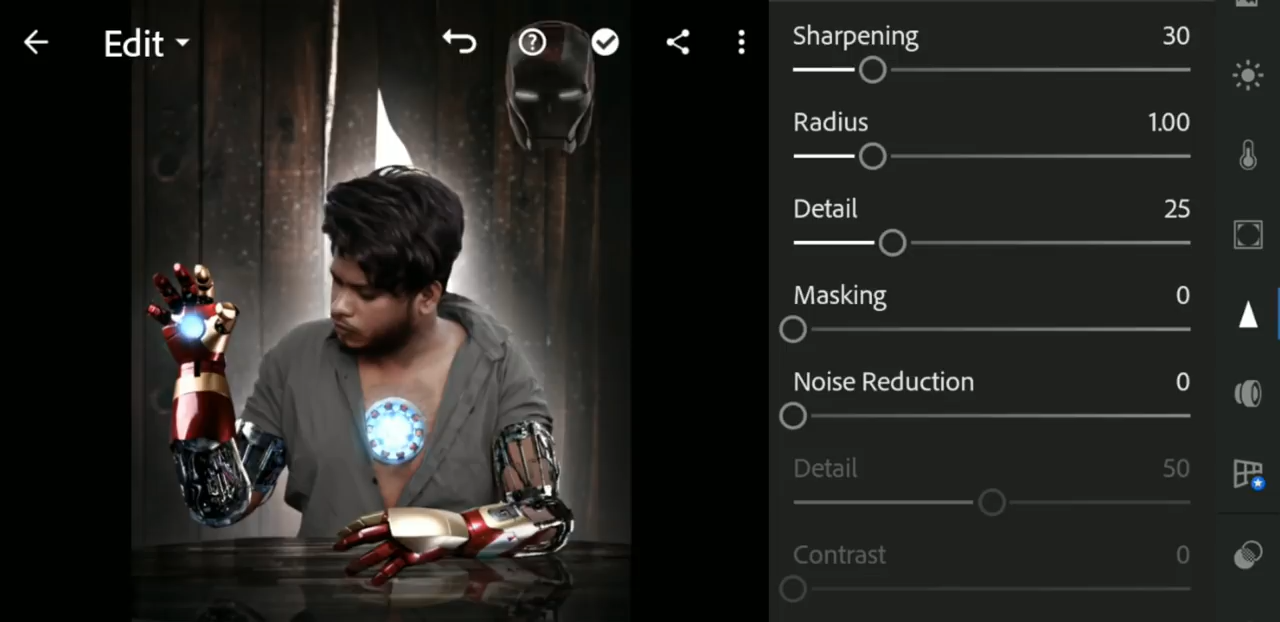 Edit
Sharpening 30
Radius 1.00
Detail 25
Masking 0
Noise Reduction 0
Detail 50
Contrast 0